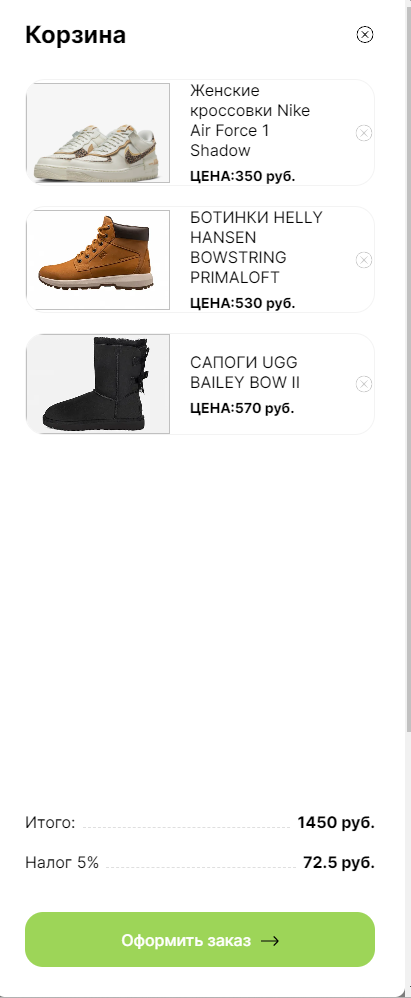 Корзина
Женские
кроссовки Nike
Air Force 1
Shadow
ЦЕНА:350 руб.
БОТИНКИ HELLY
HANSEN
BOWSTRING
PRIMALOFT
ЦЕНА:530 руб.
САПОГИ UGG
BAILEY BOW II
ЦЕНА:570 руб.
Итого: 1450 руб.
Налог 5% 72.5 руб.
Оформить заказ